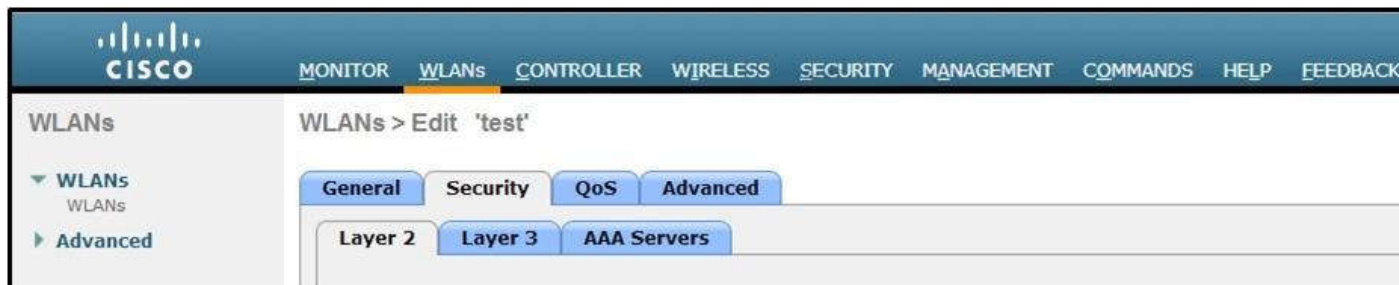 CISCO
MONITOR WLANs CONTROLLER WIRELESS SECURITY MANAGEMENT COMMANDS HELP FEEDBACK
WLANs
WLANs > Edit 'test'
WLANs
WLANs
Advanced
General Security QoS Advanced
Layer 2 Layer 3 AAA Servers